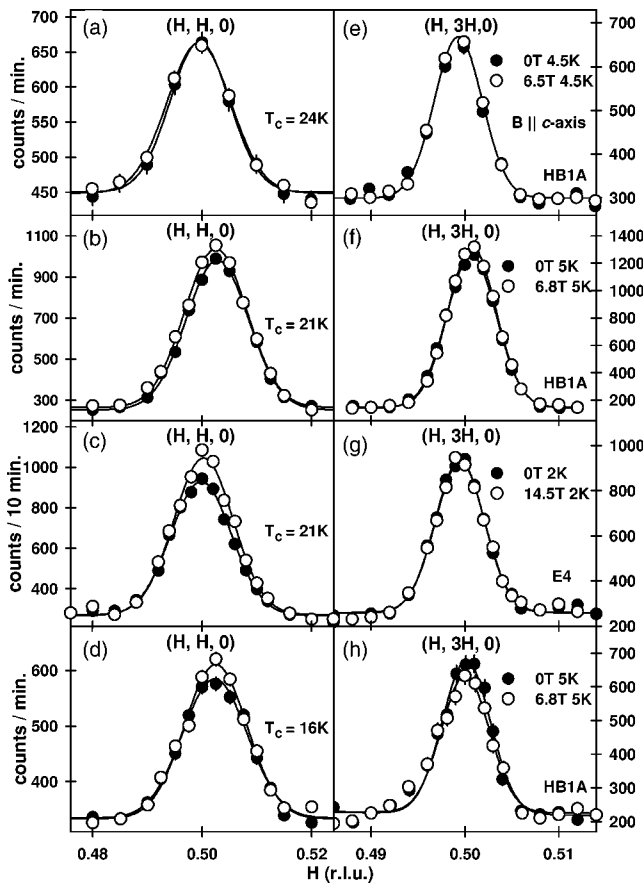 (a) (H, H, 0)
T_c = 24K
counts / min.
450 500 550 600 650 700
(e) (H, 3H,0)
0T 4.5K
6.5T 4.5K
B || c-axis
HB1A
300 400 500 600 700
(b) (H, H, 0)
T_c = 21K
counts / min.
300 500 700 900 1100
(f) (H, 3H, 0)
0T 5K
6.8T 5K
HB1A
200 400 600 800 1000 1200 1400
(c) (H, H, 0)
T_c = 21K
counts / 10 min.
400 600 800 1000 1200
(g) (H, 3H, 0)
0T 2K
14.5T 2K
E4
200 400 600 800 1000
(d) (H, H, 0)
T_c = 16K
counts / min.
400 500 600
(h) (H, 3H, 0)
0T 5K
6.8T 5K
HB1A
200 300 400 500 600 700
0.48 0.50 0.52 0.49 0.50 0.51
H (r.l.u.)